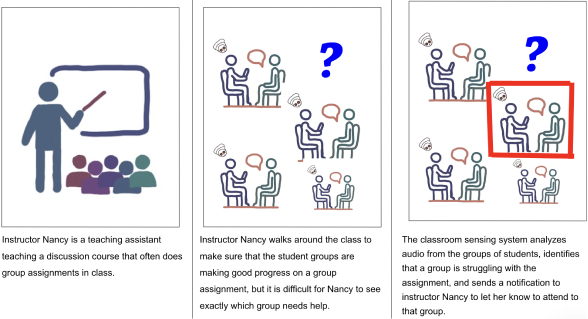 ?
?
Instructor Nancy is a teaching assistant
teaching a discussion course that often does
group assignments in class.
Instructor Nancy walks around the class to
make sure that the student groups are
making good progress on a group
assignment, but it is difficult for Nancy to see
exactly which group needs help.
The classroom sensing system analyzes
audio from the groups of students, identifies
that a group is struggling with the
assignment, and sends a notification to
instructor Nancy to let her know to attend to
that group.